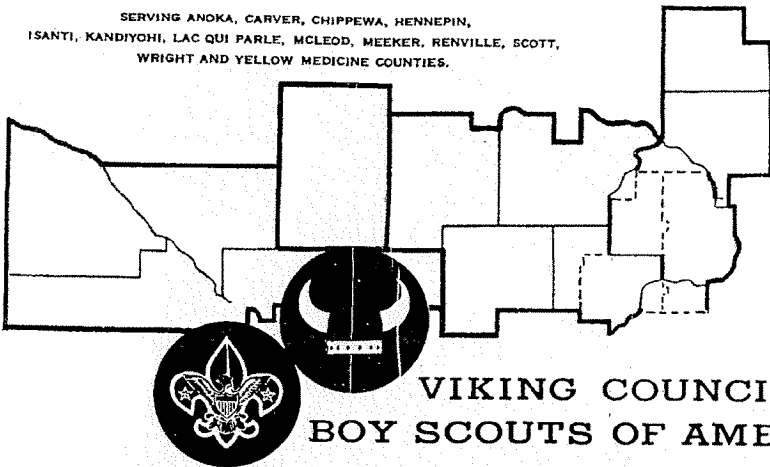 SERVING ANOKA, CARVER, CHIPPEWA, HENNEPIN,
ISANTI, KANDIYOHI, LAC QUI PARLE, MCLEOD, MEEKER, RENVILLE, SCOTT,
WRIGHT AND YELLOW MEDICINE COUNTIES.
VIKING COUNCI
BOY SCOUTS OF AME